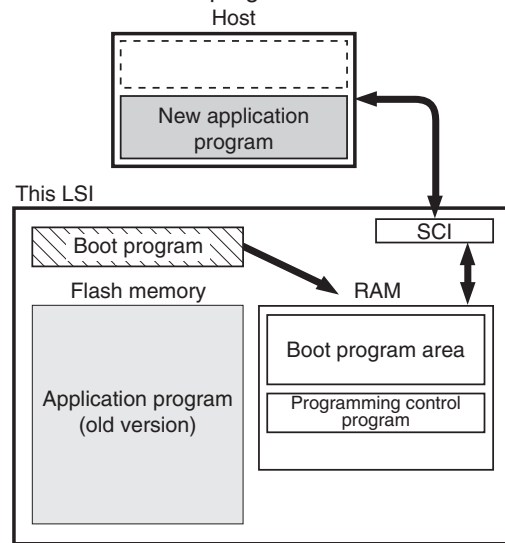 Host
New application
program
This LSI
SCI
Boot program
Flash memory
RAM
Boot program area
Application program
(old version)
Programming control
program